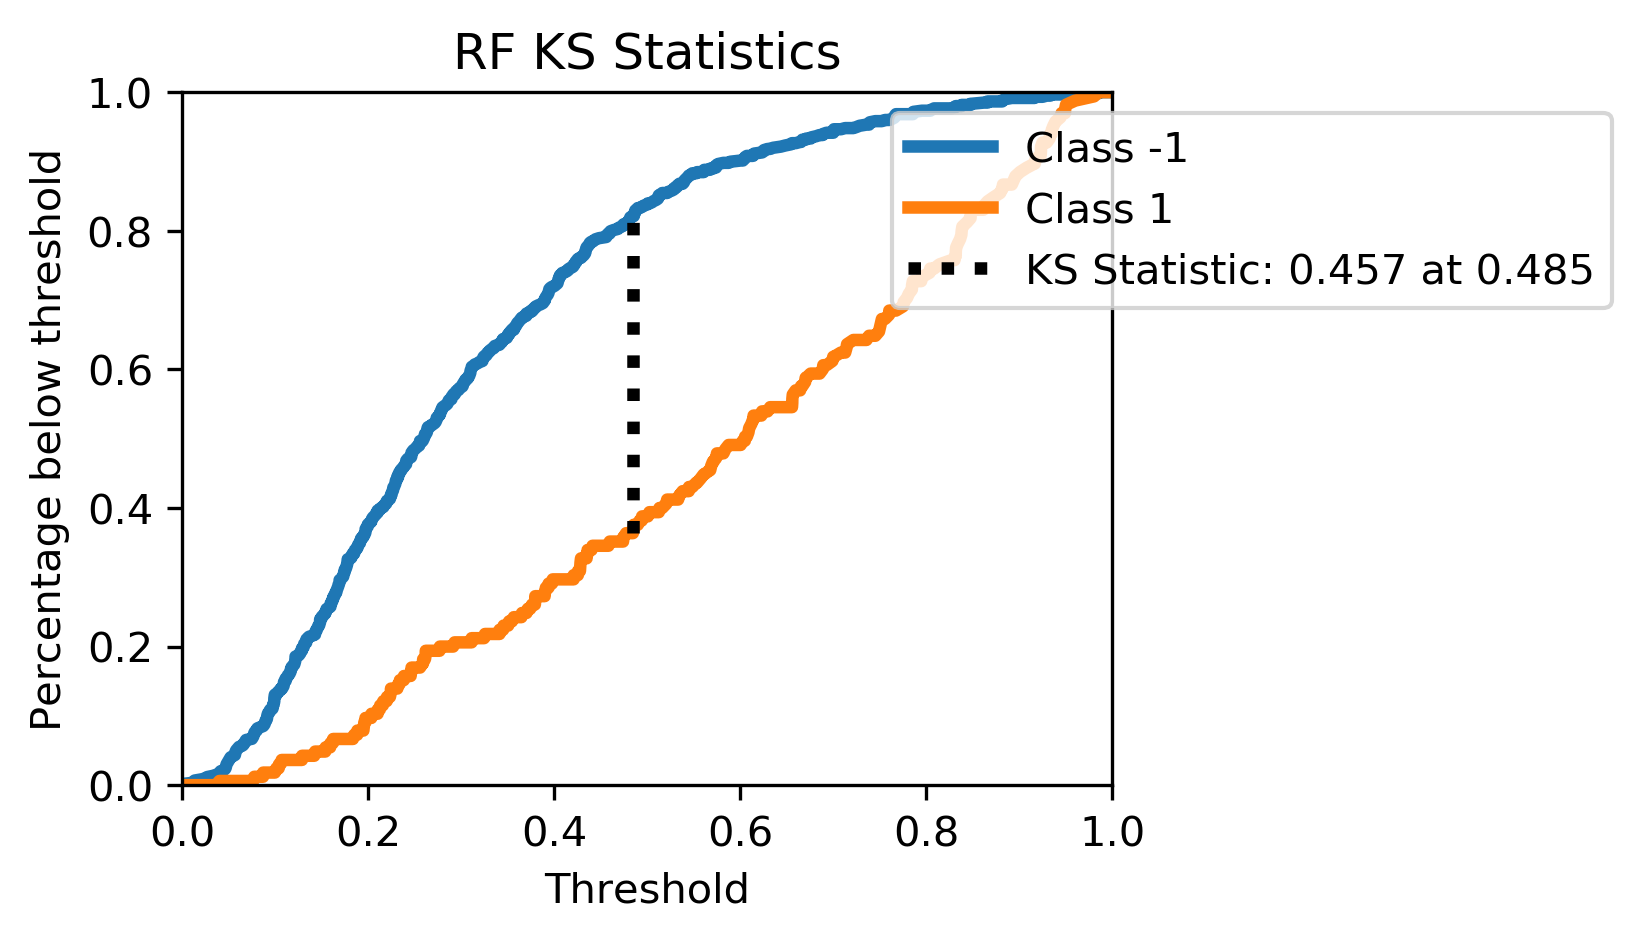 RF KS Statistics
Percentage below threshold
1.0
0.8
0.6
0.4
0.2
0.0
0.0 0.2 0.4 0.6 0.8 1.0
Threshold
Class -1
Class 1
KS Statistic: 0.457 at 0.485